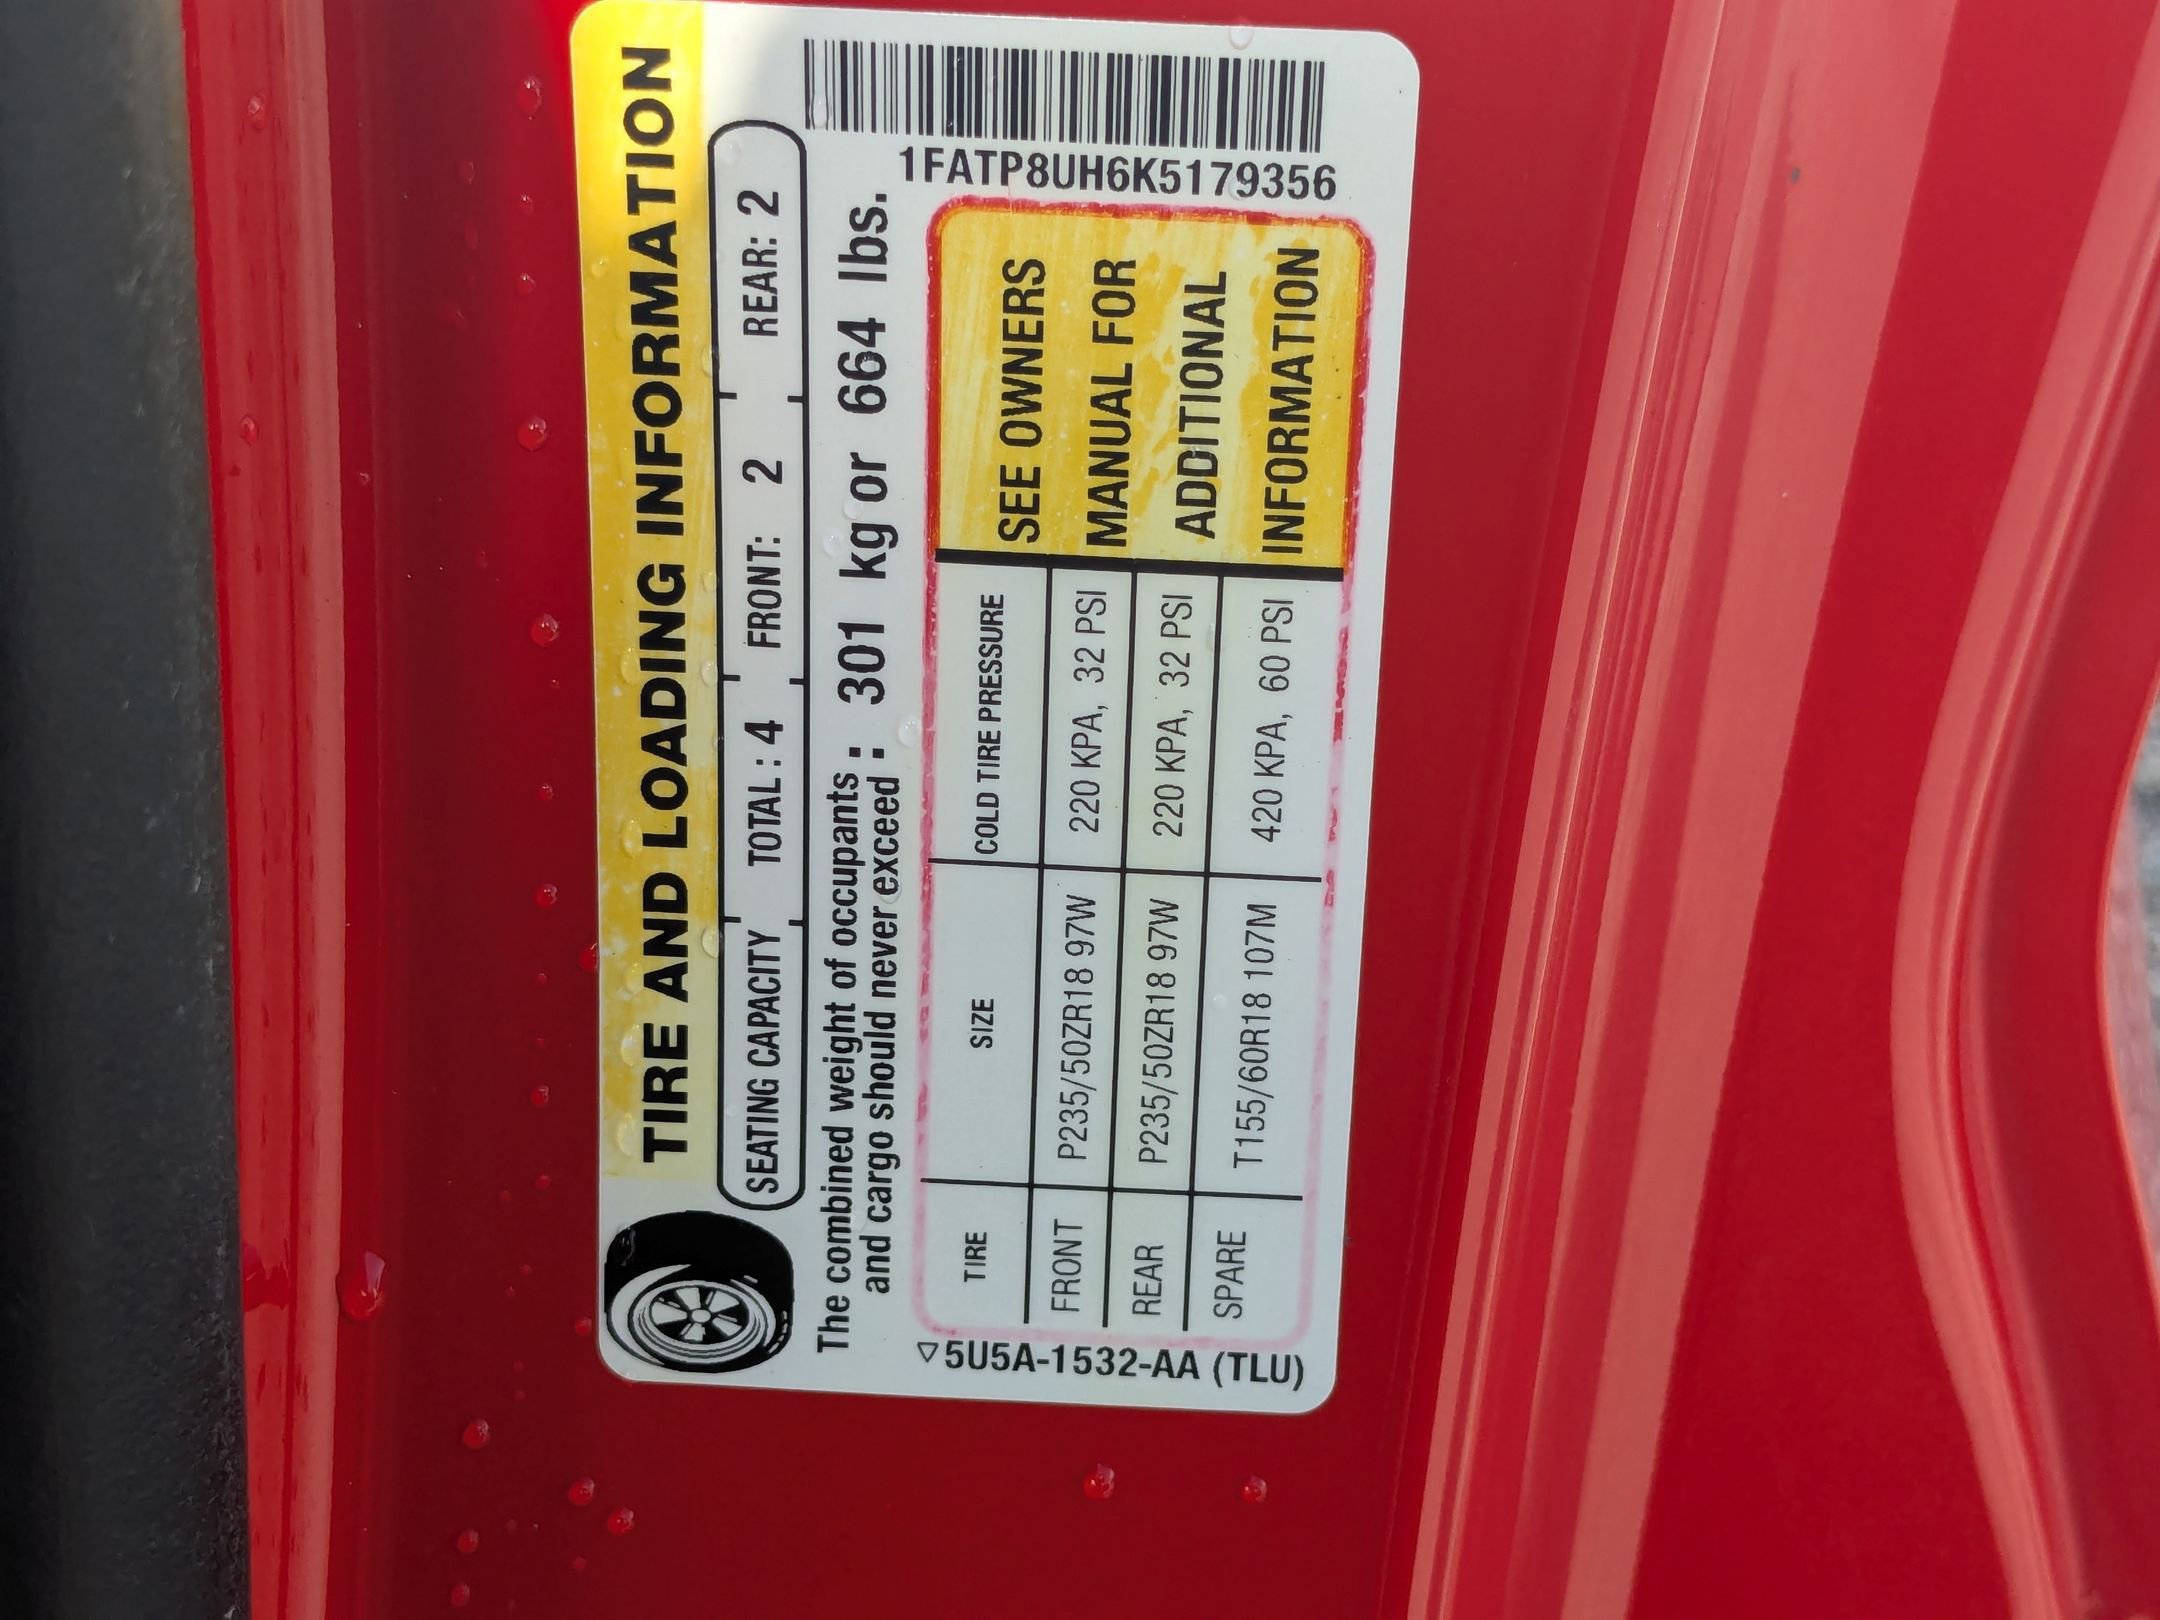 TIRE AND LOADING INFORMATION
SEATING CAPACITY TOTAL : 4 FRONT: 2 REAR: 2
The combined weight of occupants : 301 kg or 664 lbs.
and cargo should never exceed :
TIRE SIZE COLD TIRE PRESSURE
FRONT P235/50ZR18 97W 220 KPA, 32 PSI
REAR P235/50ZR18 97W 220 KPA, 32 PSI
SPARE T155/60R18 107M 420 KPA, 60 PSI
SEE OWNERS
MANUAL FOR
ADDITIONAL
INFORMATION
5U5A-1532-AA (TLU)
1FATP8UH6K5179356